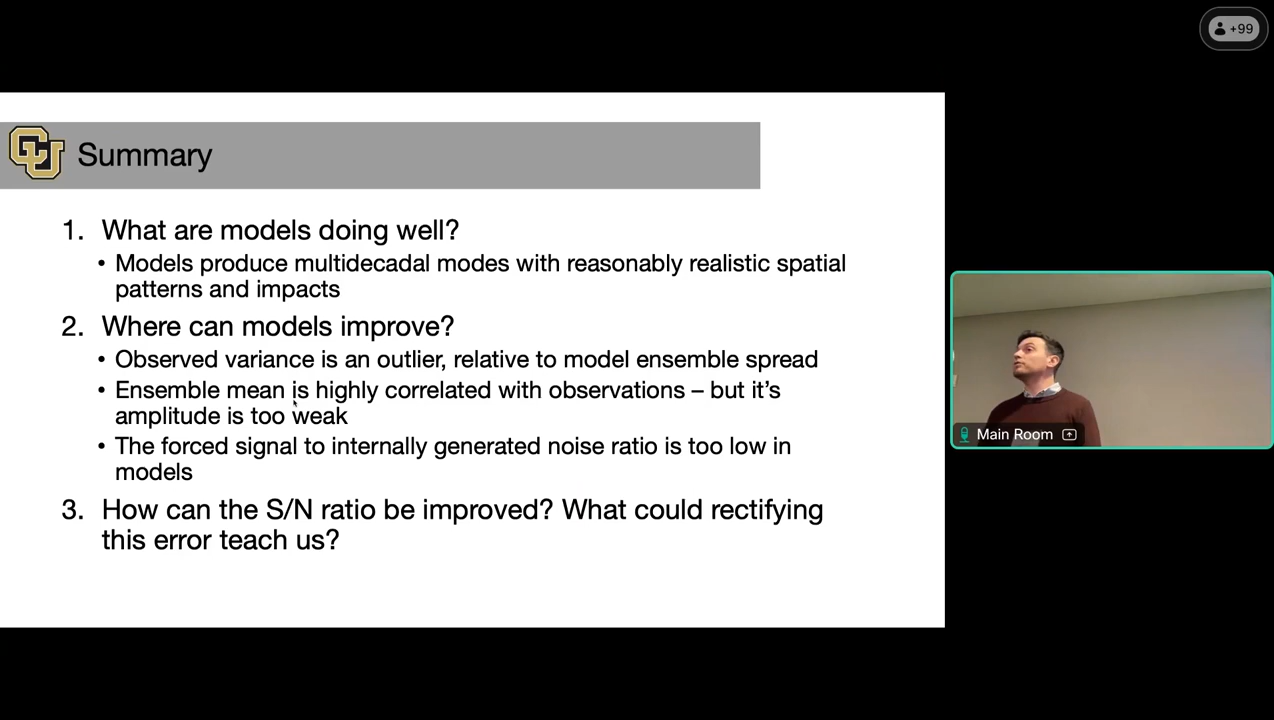 +99
CU
Summary
1. What are models doing well?
• Models produce multidecadal modes with reasonably realistic spatial
patterns and impacts
2. Where can models improve?
• Observed variance is an outlier, relative to model ensemble spread
• Ensemble mean is highly correlated with observations – but it's
amplitude is too weak
• The forced signal to internally generated noise ratio is too low in
models
3. How can the S/N ratio be improved? What could rectifying
this error teach us?
Main Room